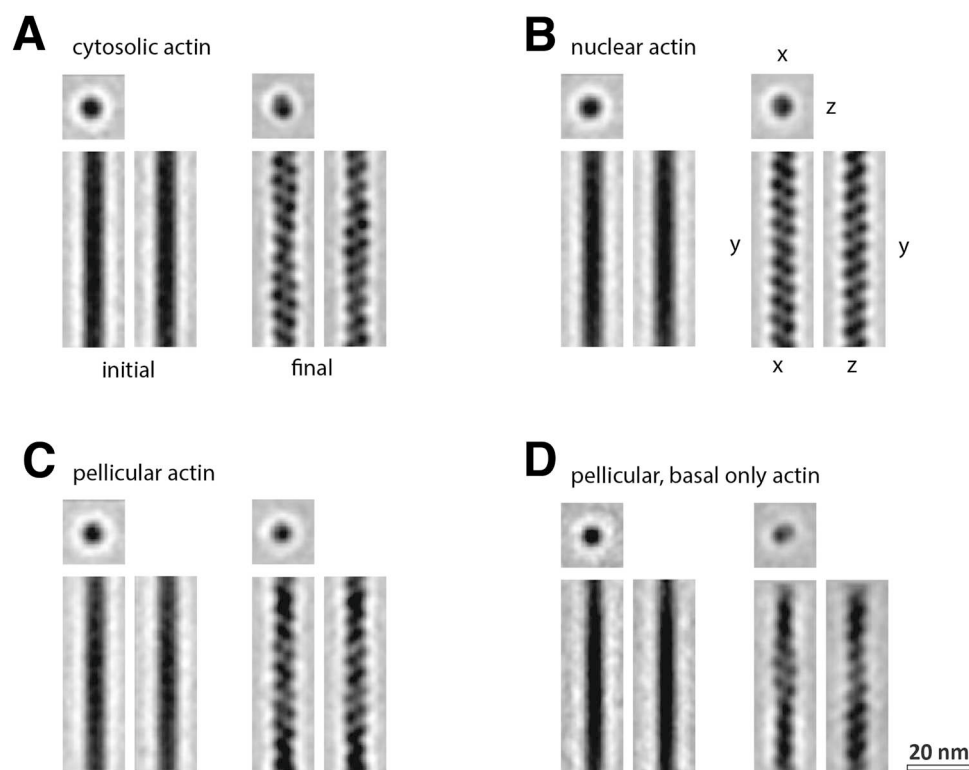 A
cytosolic actin
initial
final
B
nuclear actin
x
z
y
y
x
z
C
pellicular actin
D
pellicular, basal only actin
20 nm